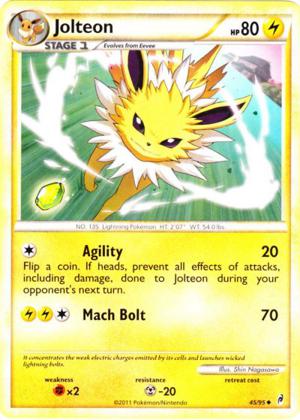 Jolteon
HP 80
STAGE 1
Evolves from Eevee
NO. 135 Lightning Pokémon HT: 2'07" WT: 54.0 lbs.
Agility 20
Flip a coin. If heads, prevent all effects of attacks,
including damage, done to Jolteon during your
opponent's next turn.
Mach Bolt 70
Illus. Shin Nagasawa
It concentrates the weak electric charges emitted by its cells and launches wicked
lightning bolts.
45/95
weakness
×2
resistance
-20
retreat cost
©2011 Pokémon/Nintendo